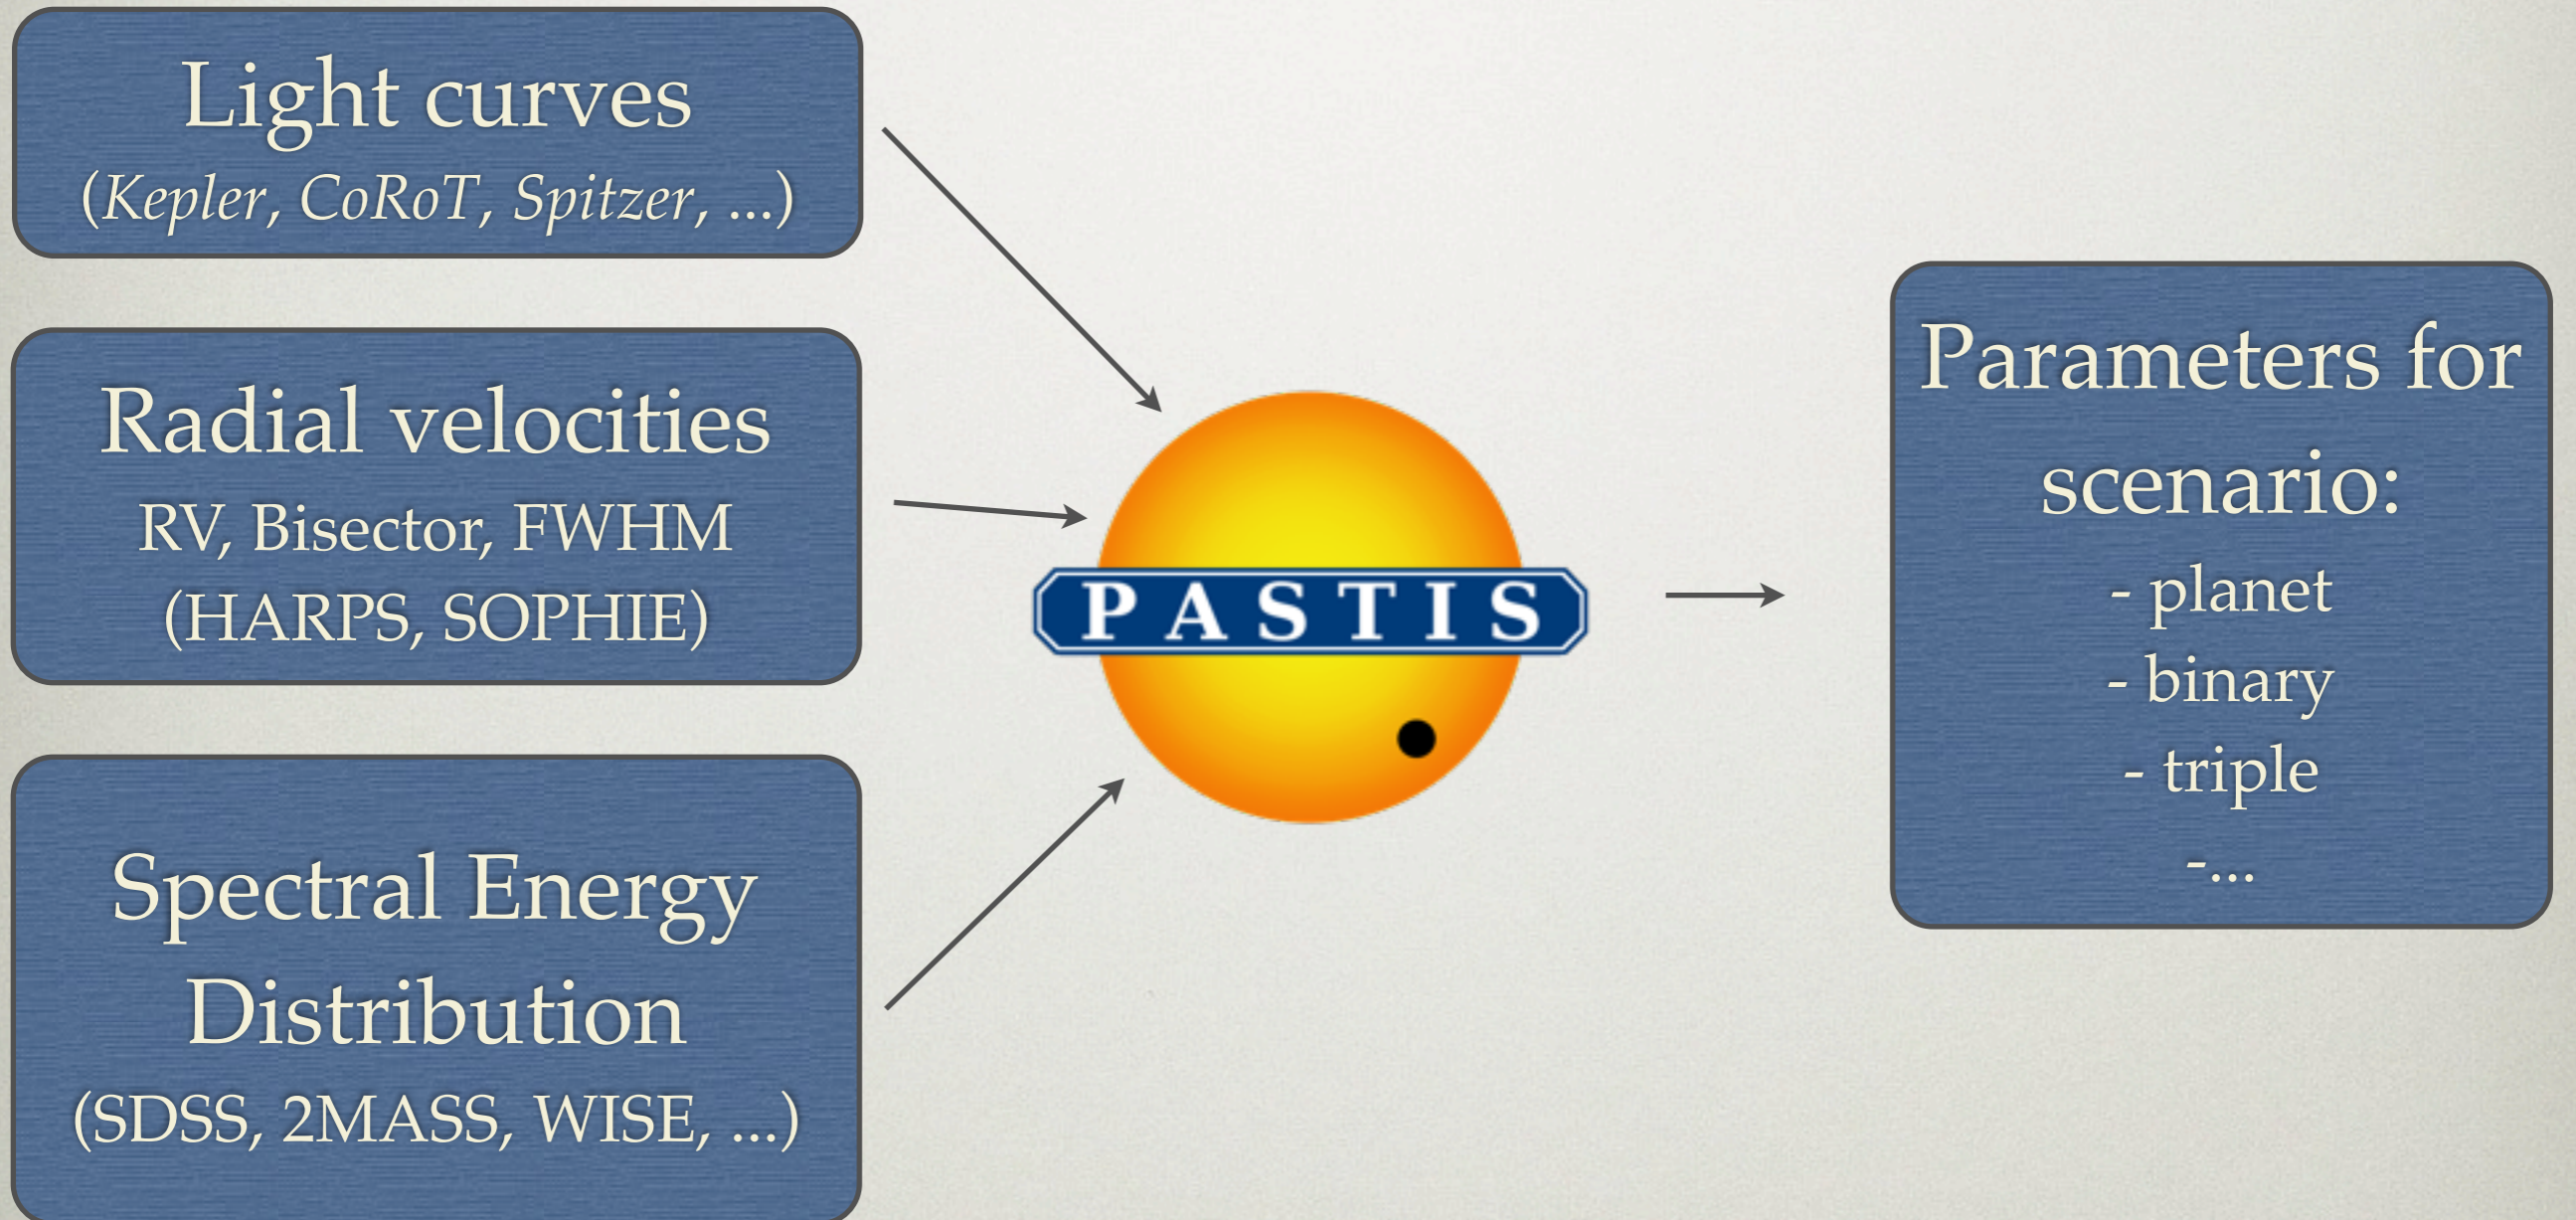 Light curves
(Kepler, CoRoT, Spitzer, ...)
Radial velocities
RV, Bisector, FWHM
(HARPS, SOPHIE)
Spectral Energy
Distribution
(SDSS, 2MASS, WISE, ...)
PASTIS
Parameters for
scenario:
- planet
- binary
- triple
-...